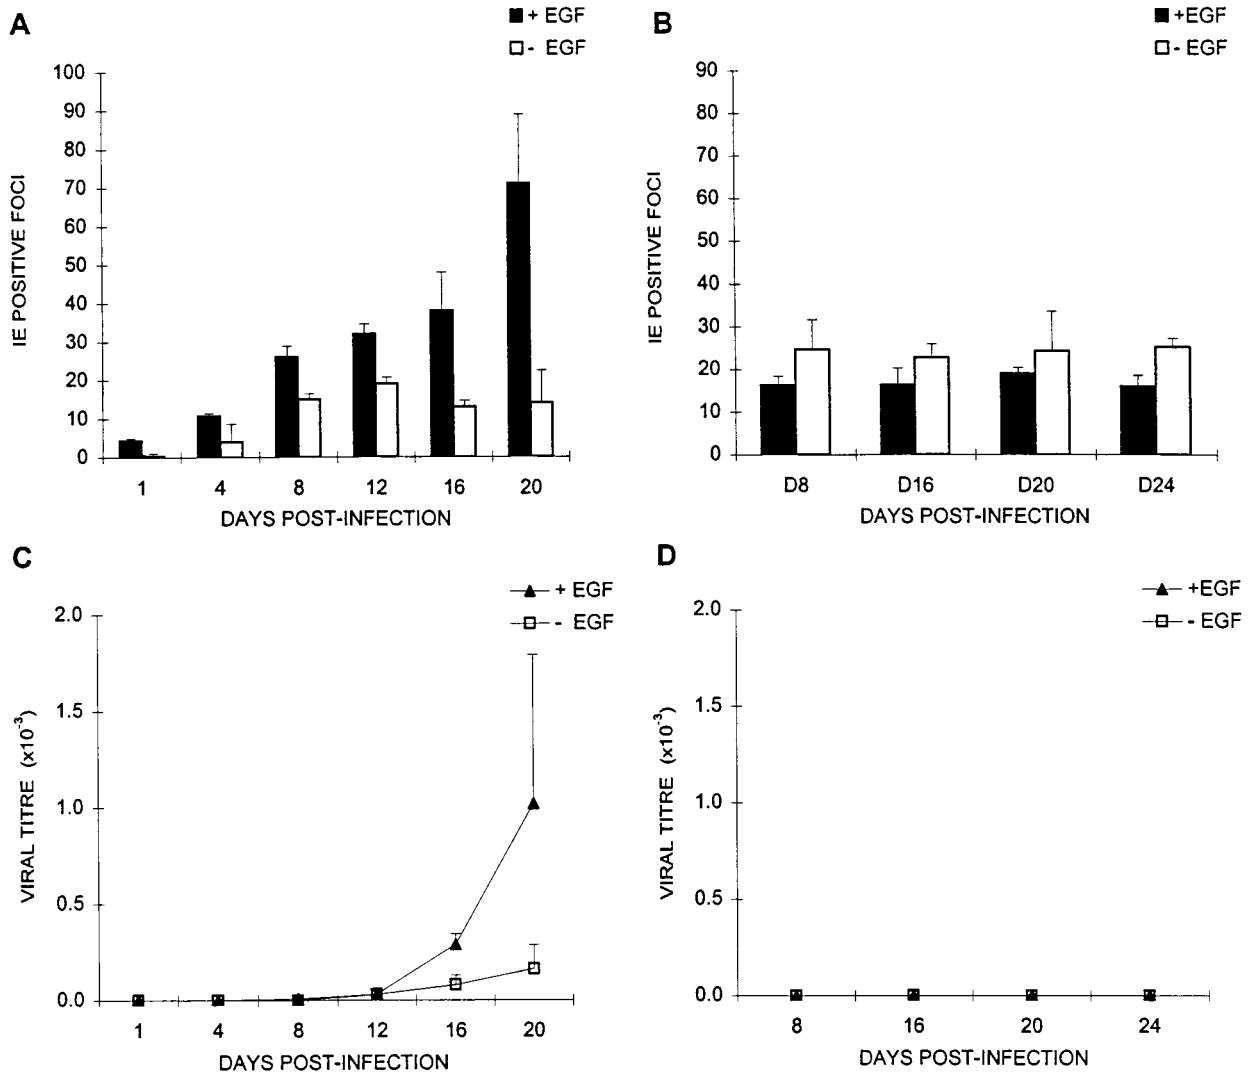 A
+ EGF
- EGF
100
90
80
70
60
50
40
30
20
10
0
IE POSITIVE FOCI
1 4 8 12 16 20
DAYS POST-INFECTION
B
+EGF
- EGF
90
80
70
60
50
40
30
20
10
0
IE POSITIVE FOCI
D8 D16 D20 D24
DAYS POST-INFECTION
C
+ EGF
- EGF
2.0
1.5
1.0
0.5
0.0
VIRAL TITRE (x10⁻³)
1 4 8 12 16 20
DAYS POST-INFECTION
D
+EGF
- EGF
2.0
1.5
1.0
0.5
0.0
VIRAL TITRE (x10⁻³)
8 16 20 24
DAYS POST-INFECTION